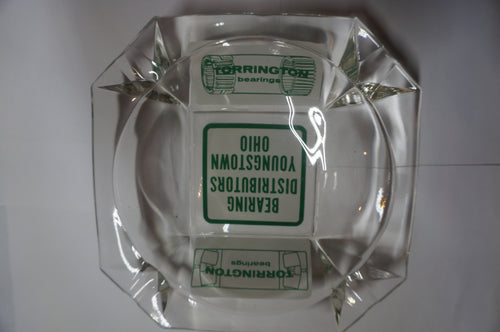 TORRINGTON
bearings
BEARING
DISTRIBUTORS
YOUNGSTOWN
OHIO
TORRINGTON
bearings